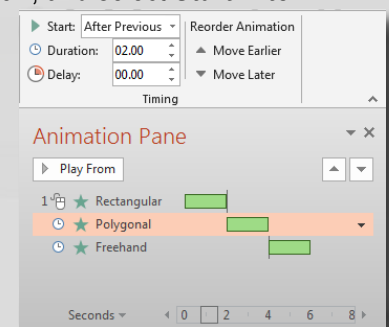 Start: After Previous Reorder Animation
Duration: 02.00 Move Earlier
Delay: 00.00 Move Later
Timing
Animation Pane
Play From
1 Rectangular
Polygonal
Freehand
Seconds 0 2 4 6 8